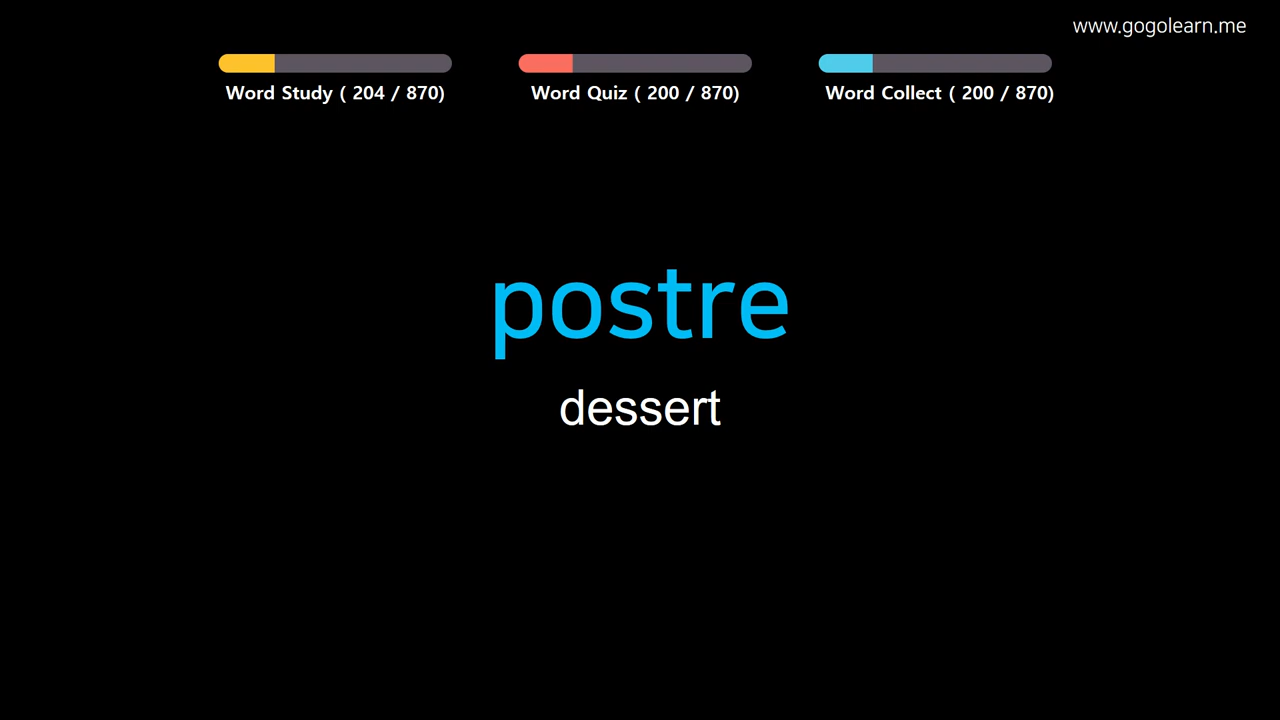 www.gogolearn.me
Word Study ( 204 / 870)
Word Quiz ( 200 / 870)
Word Collect ( 200 / 870)
postre
dessert